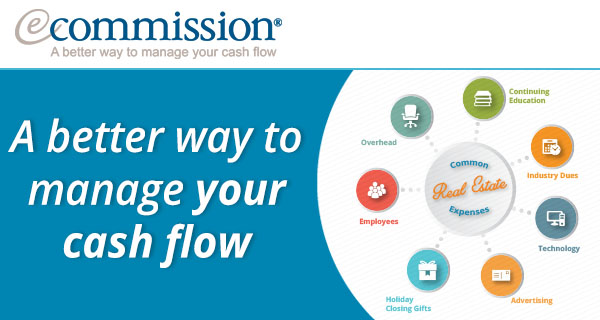 ecommission®
A better way to manage your cash flow
A better way to
manage your
cash flow
Common
Real Estate
Expenses
Continuing
Education
Industry Dues
Technology
Advertising
Holiday
Closing Gifts
Employees
Overhead